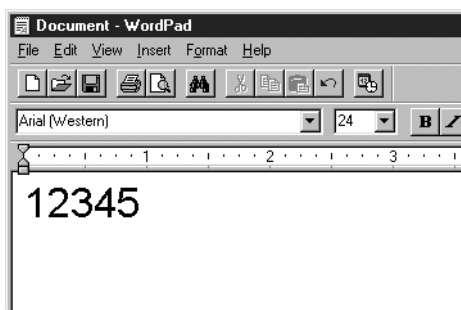 Document - WordPad
File Edit View Insert Format Help
Arial (Western) 24 B I
1 2 3
12345